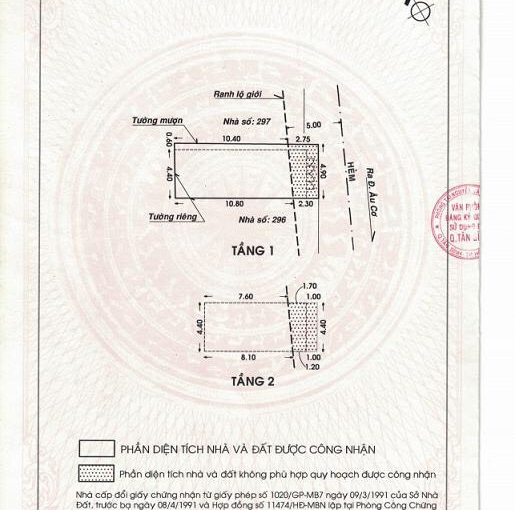 Ranh lộ giới
5.00
Tường mượn
Nhà số: 297
0.60
10.40
2.75
4.40
4.90
HẺM
Ra Đ. Âu Cơ
10.80
2.30
Tường riêng
Nhà số: 296
TẦNG 1
VĂN PHÒ
ĐĂNG KÝ
SỬ DỤNG
Q.TÂN
1.70
7.60
1.00
4.40
4.40
8.10
1.00
1.20
TẦNG 2
PHẦN DIỆN TÍCH NHÀ VÀ ĐẤT ĐƯỢC CÔNG NHẬN
Phần diện tích nhà và đất không phù hợp quy hoạch được công nhận
Nhà cấp đổi giấy chứng nhận từ giấy phép số 1020/GP-MB7 ngày 09/3/1991 của Sở Nhà
Đất, trước bạ ngày 08/4/1991 và Hợp đồng số 11474/HĐ-MBN lập tại Phòng Công Chứng